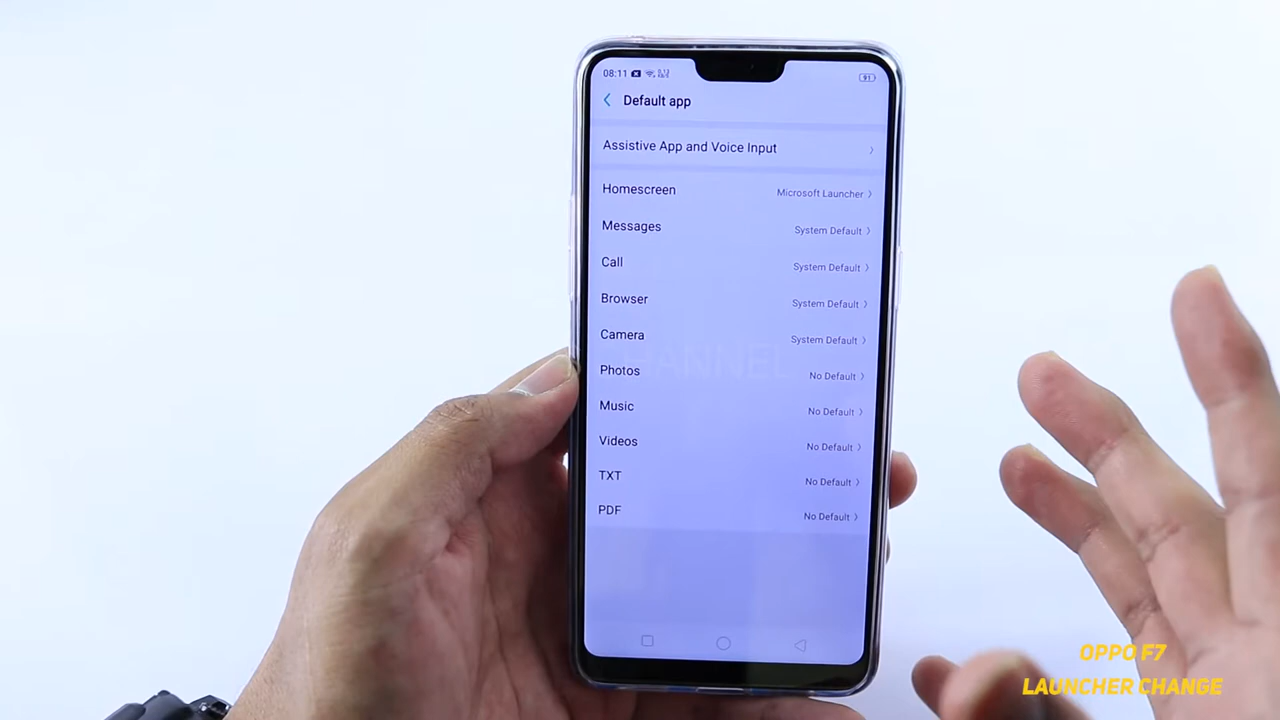 08:11
91
Default app
Assistive App and Voice Input
Homescreen Microsoft Launcher
Messages System Default
Call System Default
Browser System Default
Camera System Default
HANNEL
Photos No Default
Music No Default
Videos No Default
TXT No Default
PDF No Default
OPPO F7
LAUNCHER CHANGE